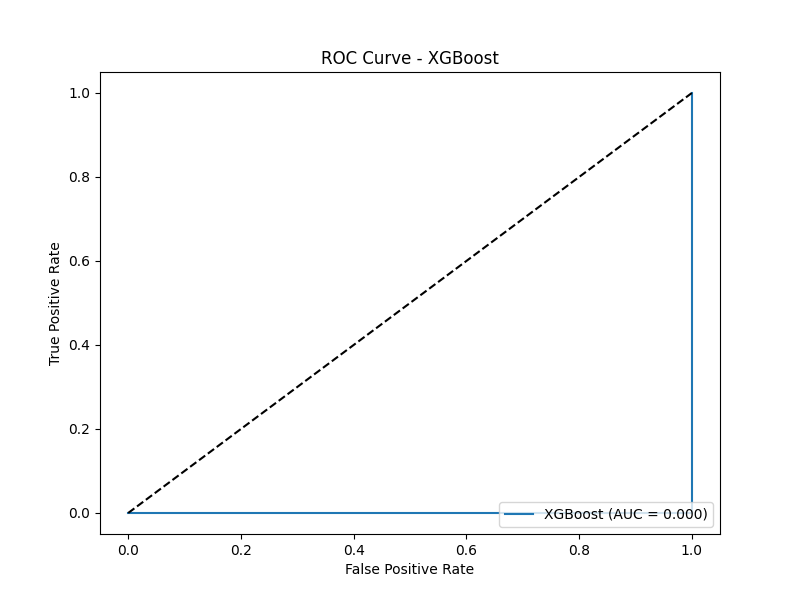 ROC Curve - XGBoost
True Positive Rate
1.0
0.8
0.6
0.4
0.2
0.0
XGBoost (AUC = 0.000)
0.0 0.2 0.4 0.6 0.8 1.0
False Positive Rate